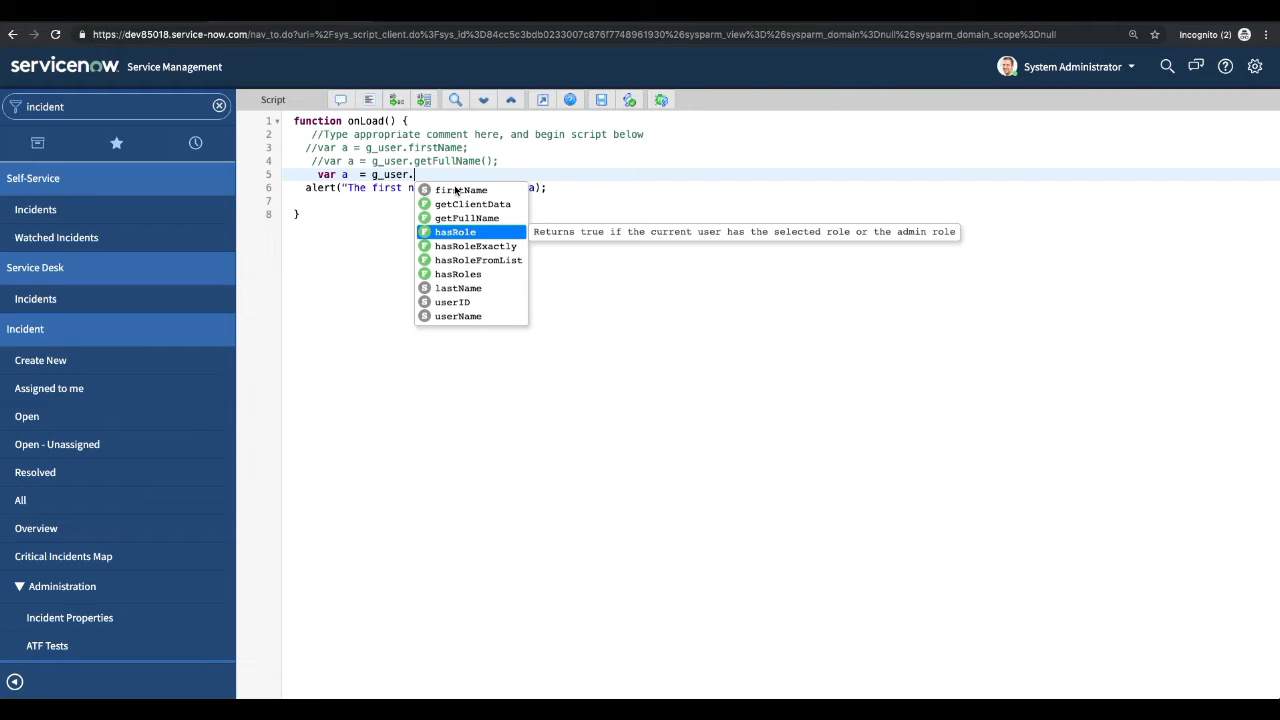 https://dev85018.service-now.com/nav_to.do?uri=%2Fsys_script_client.do%3Fsys_id%3D84cc5c3bdb0233007c876f7748961930%26sysparm_view%3D%26sysparm_domain%3Dnull%26sysparm_domain_scope%3Dnull
Incognito (2)
servicenow. Service Management
System Administrator
incident
Self-Service
Incidents
Watched Incidents
Service Desk
Incidents
Incident
Create New
Assigned to me
Open
Open - Unassigned
Resolved
All
Overview
Critical Incidents Map
Administration
Incident Properties
ATF Tests
Script
1 function onLoad() {
2 //Type appropriate comment here, and begin script below
3 //var a = g_user.firstName;
4 //var a = g_user.getFullName();
5 var a = g_user.
6 alert("The first n a);
7
8 }
S firstName
F getClientData
F getFullName
F hasRole
Returns true if the current user has the selected role or the admin role
F hasRoleExactly
F hasRoleFromList
F hasRoles
S lastName
S userID
S userName